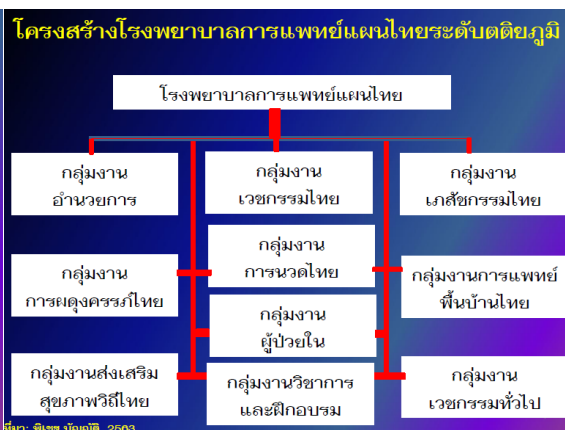 โครงสร้างโรงพยาบาลการแพทย์แผนไทยระดับตติยภูมิ
โรงพยาบาลการแพทย์แผนไทย
กลุ่มงาน
อำนวยการ
กลุ่มงาน
เวชกรรมไทย
กลุ่มงาน
เภสัชกรรมไทย
กลุ่มงาน
การนวดไทย
กลุ่มงาน
การผดุงครรภ์ไทย
กลุ่มงานการแพทย์
พื้นบ้านไทย
กลุ่มงาน
ผู้ป่วยใน
กลุ่มงานส่งเสริม
สุขภาพวิถีไทย
กลุ่มงานวิชาการ
และฝึกอบรม
กลุ่มงาน
เวชกรรมทั่วไป
ที่มา: 2563